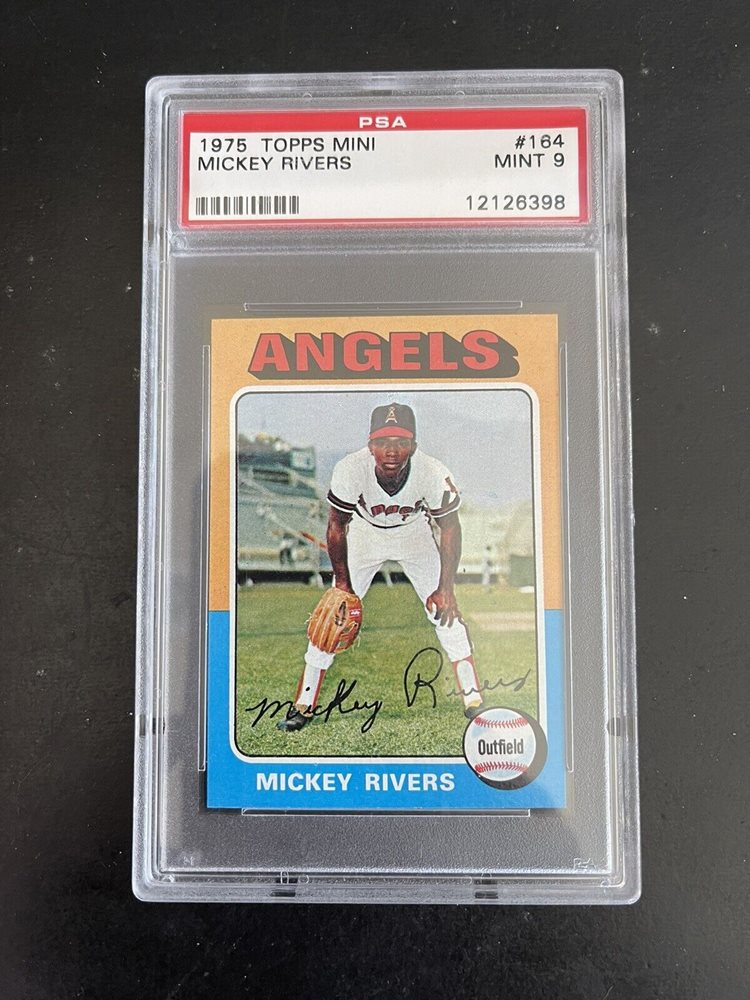 PSA
1975 TOPPS MINI #164
MICKEY RIVERS MINT 9
12126398
ANGELS
A
Mickey Rivers
Outfield
MICKEY RIVERS